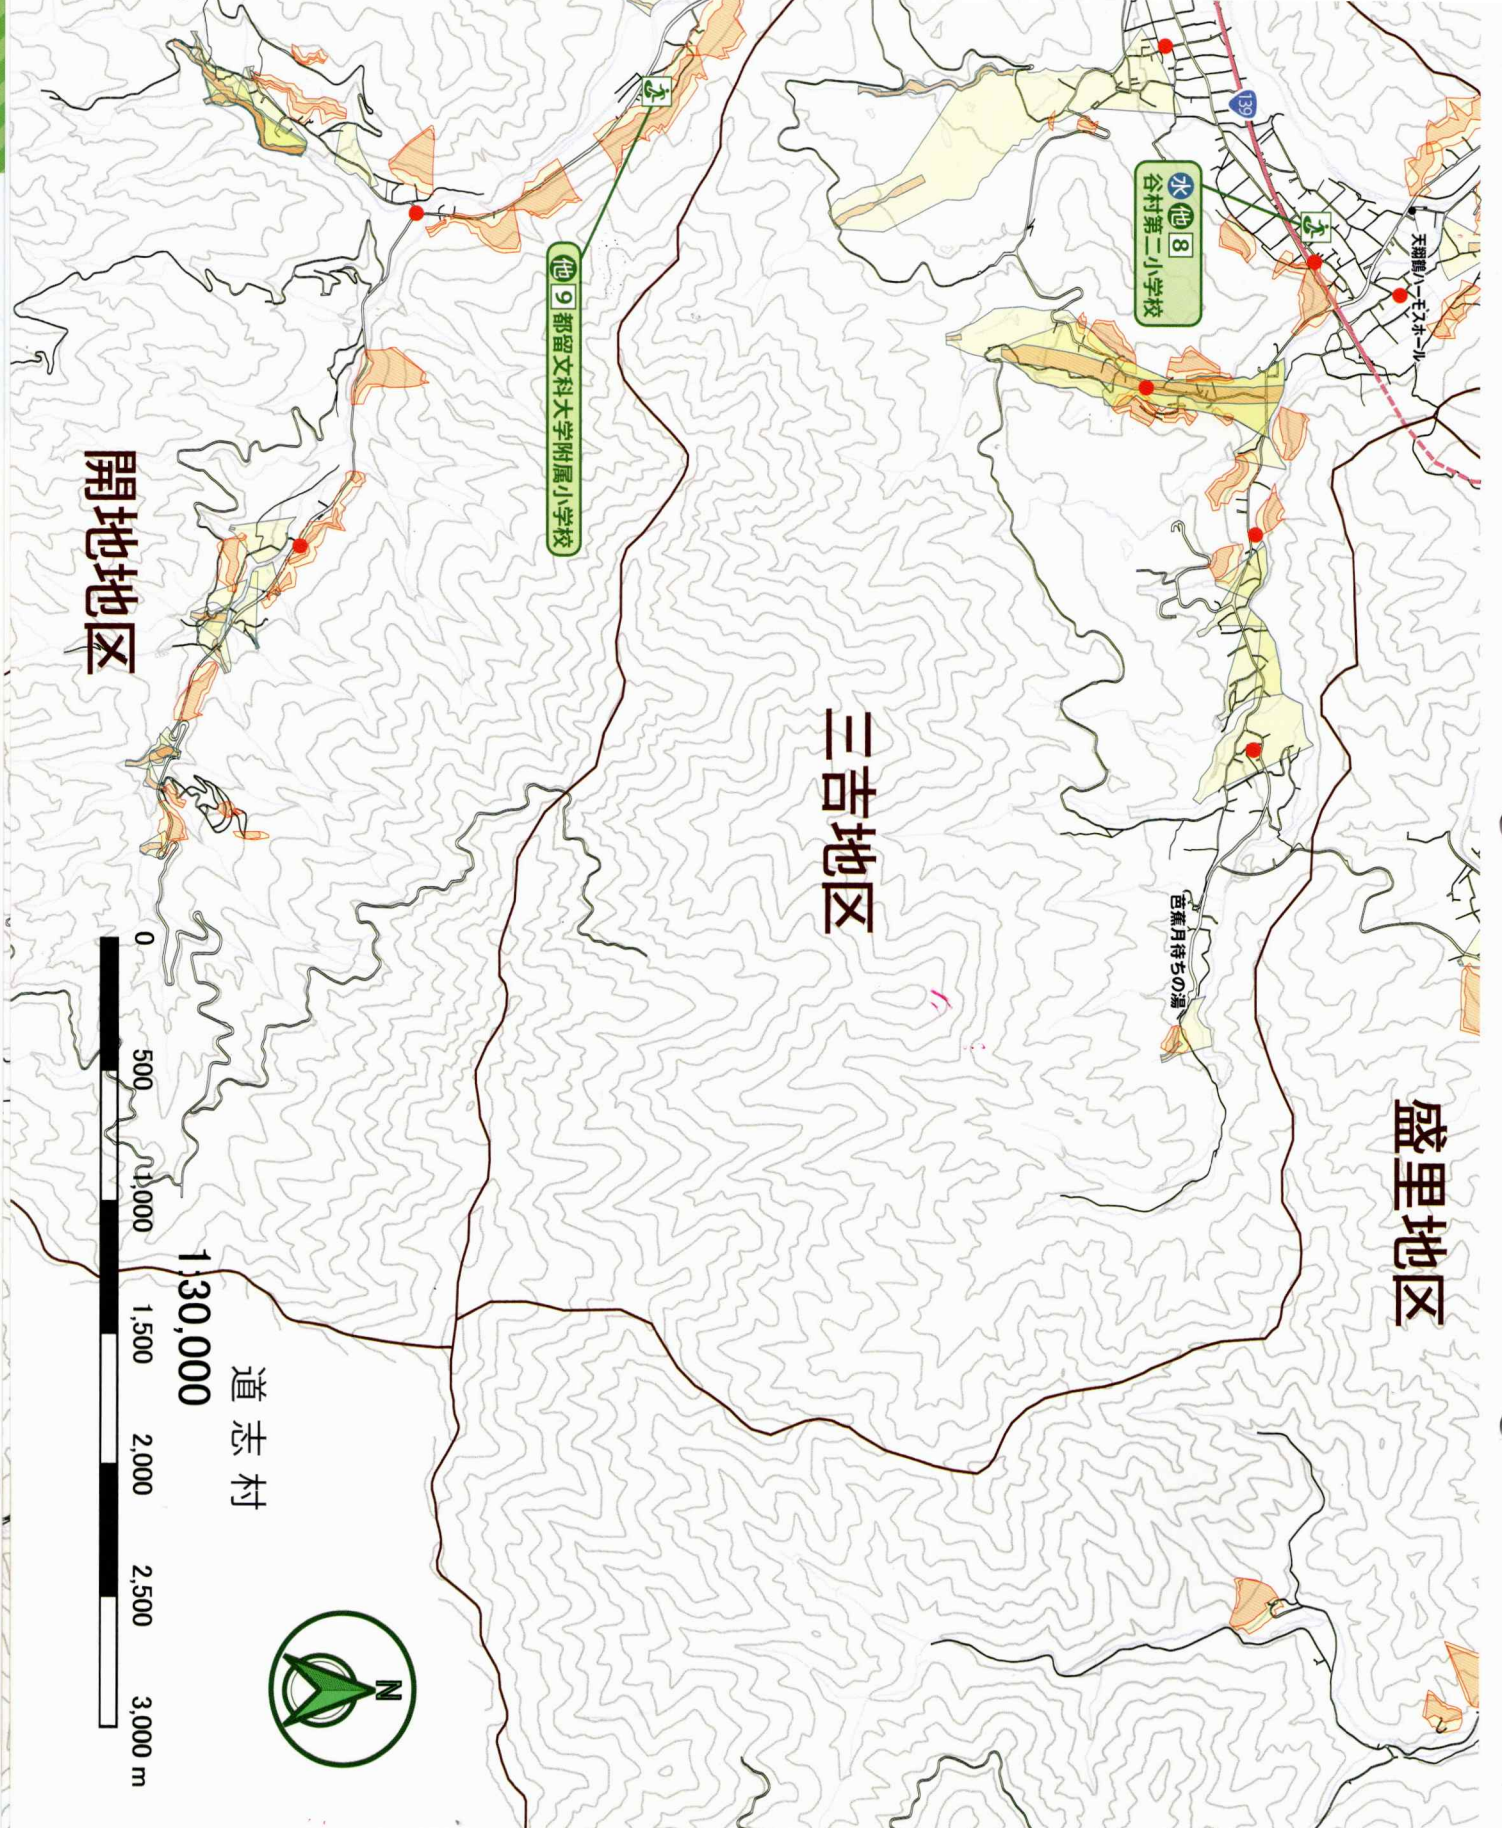 139
水 他 8
谷村第二小学校
天翔鶴ハーモスホール
盛里地区
芭蕉月待ちの湯
三吉地区
他 9 都留文科大学附属小学校
開地地区
道志村
1:30,000
0 500 1,000 1,500 2,000 2,500 3,000 m
N